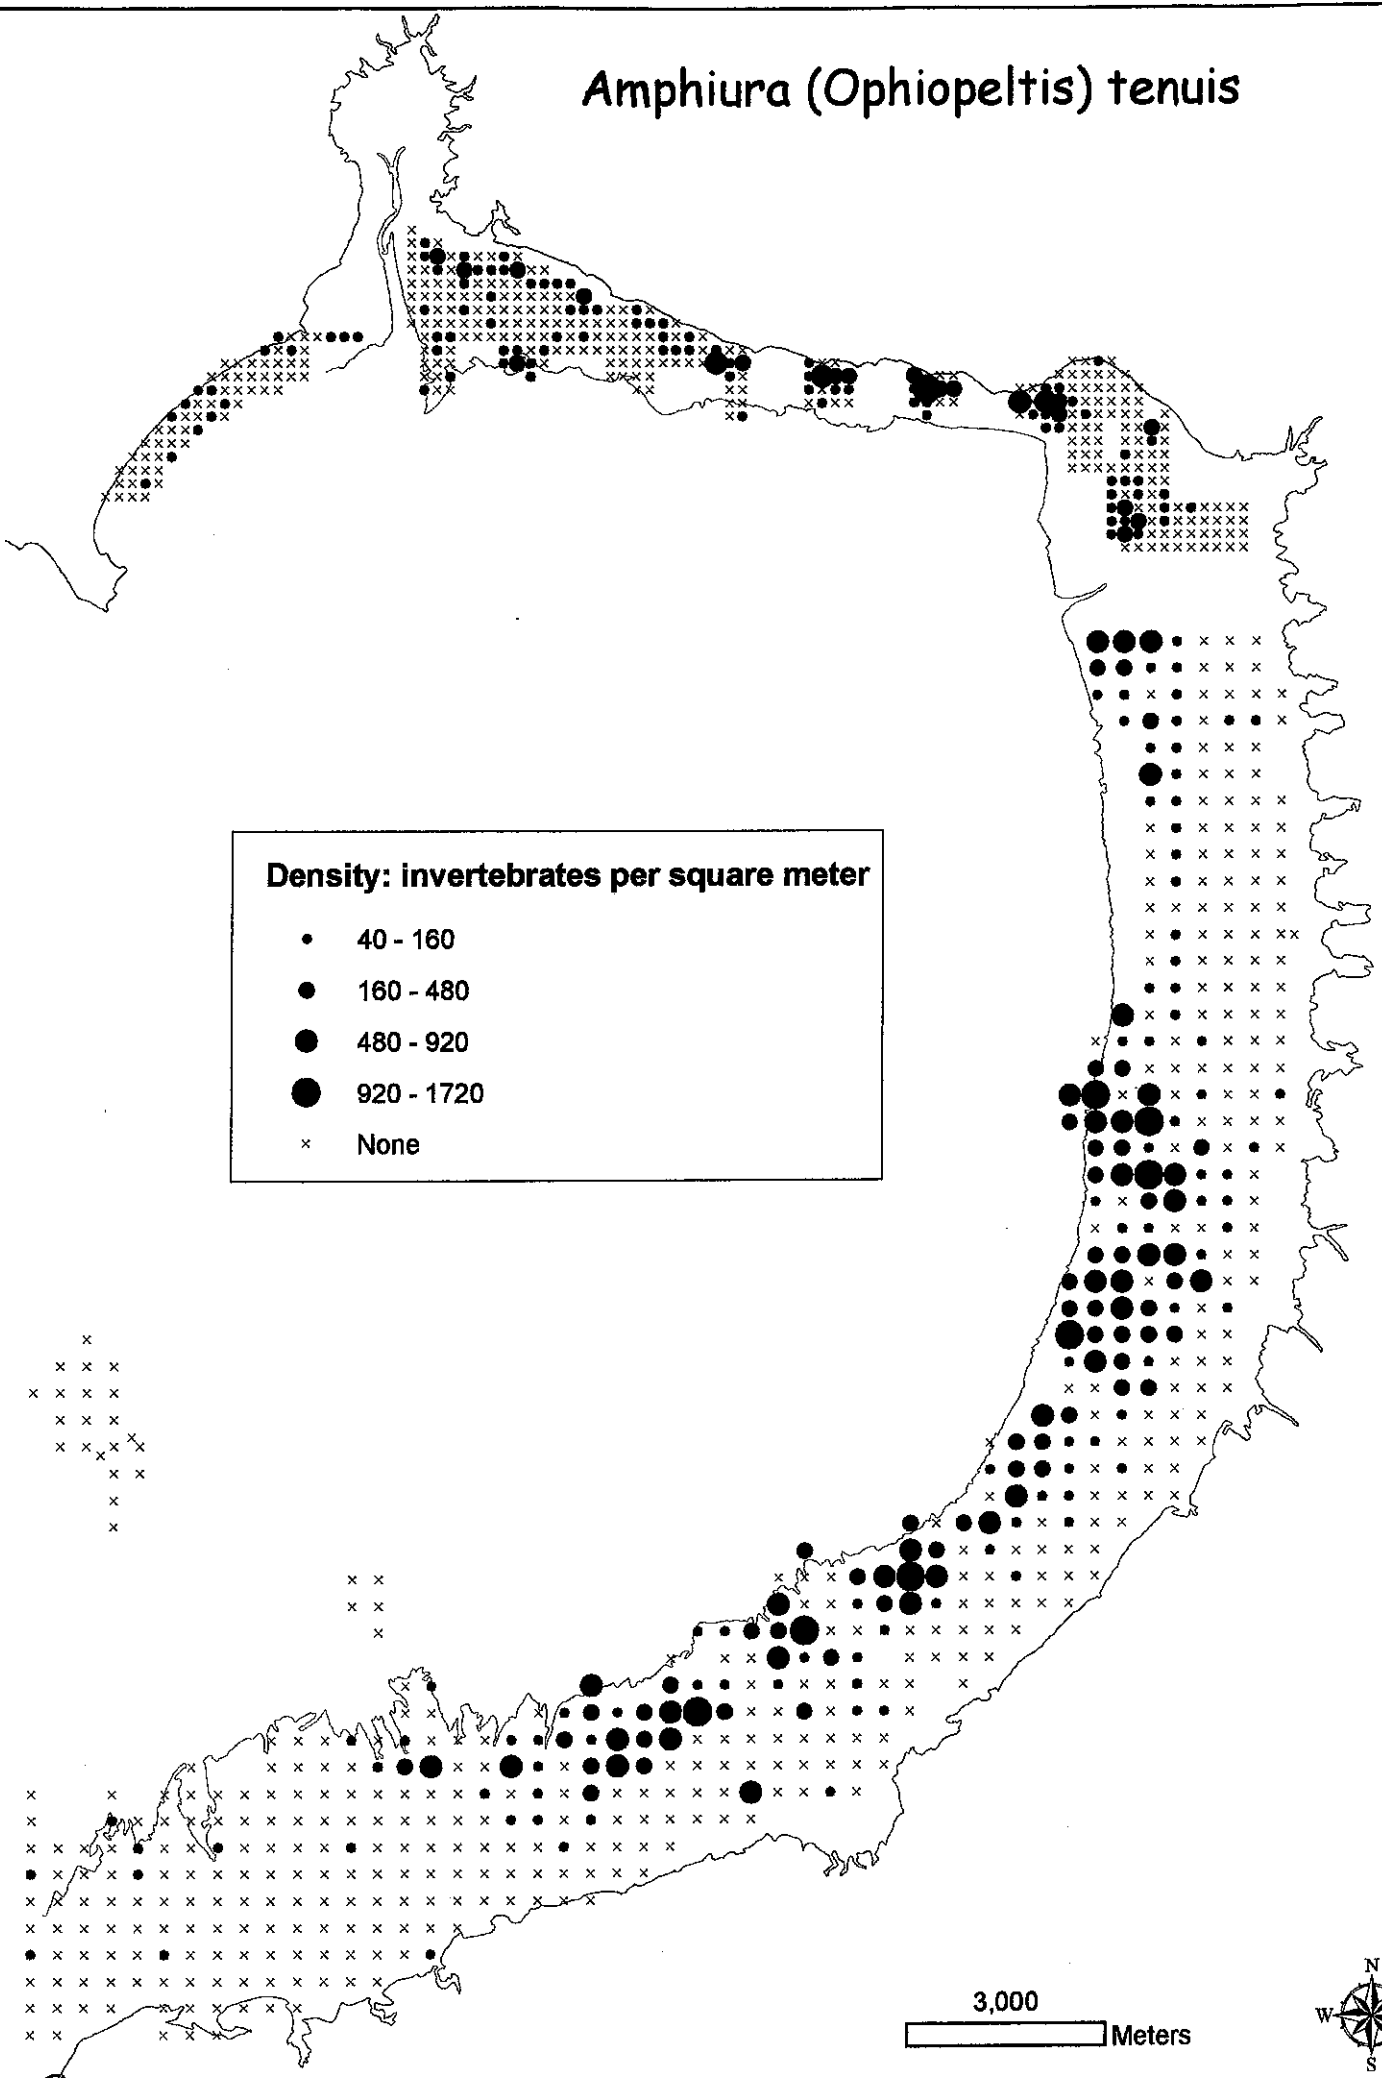 Amphiura (Ophiopeltis) tenuis
Density: invertebrates per square meter
40 - 160
160 - 480
480 - 920
920 - 1720
× None
3,000
Meters
N
W
S